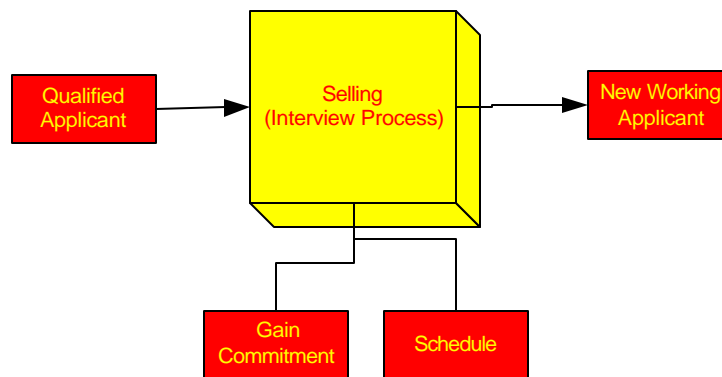 Qualified
Applicant
Selling
(Interview Process)
New Working
Applicant
Gain
Commitment
Schedule